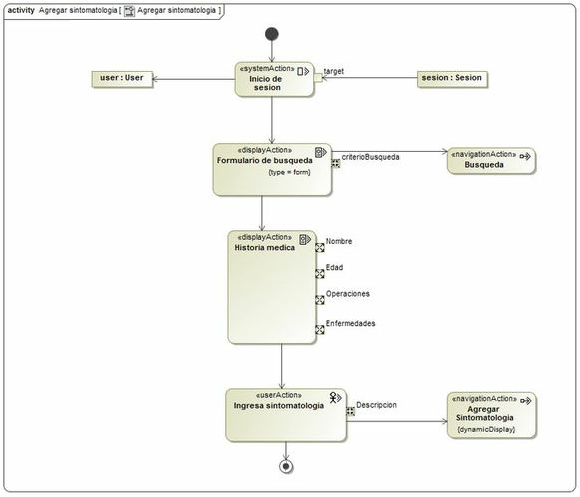 activity Agregar sintomatologia [ Agregar sintomatologia ]
«systemAction»
Inicio de
sesion
target
user : User
sesion : Sesion
«displayAction»
Formulario de busqueda
{type = form}
criterioBusqueda
«navigationAction»
Busqueda
«displayAction»
Historia medica
Nombre
Edad
Operaciones
Enfermedades
«userAction»
Ingresa sintomatologia
Descripcion
«navigationAction»
Agregar
Sintomatologia
{dynamicDisplay}